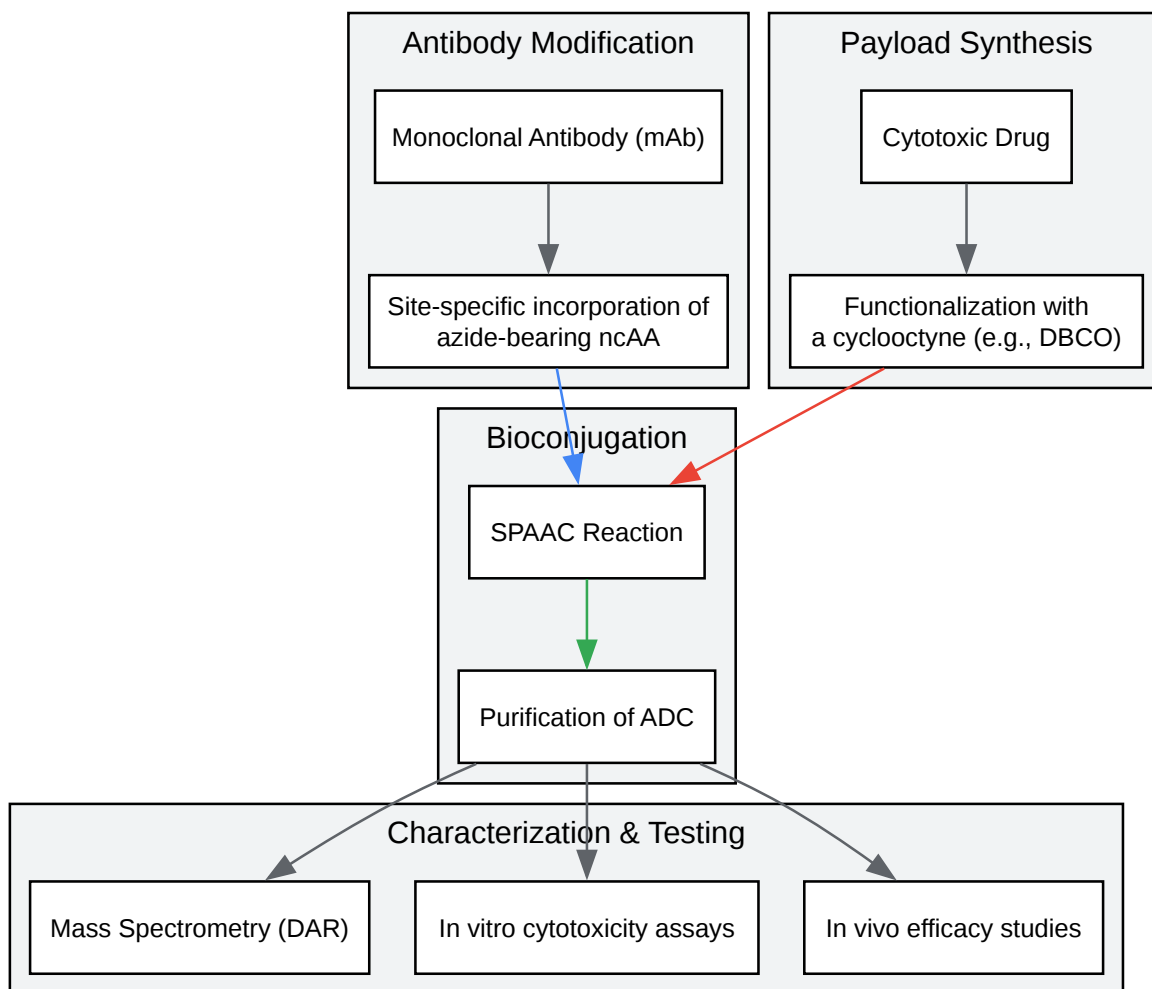 Antibody Modification
Payload Synthesis
Monoclonal Antibody (mAb)
Cytotoxic Drug
Site-specific incorporation of
azide-bearing ncAA
Functionalization with
a cyclooctyne (e.g., DBCO)
Bioconjugation
SPAAC Reaction
Purification of ADC
Characterization & Testing
Mass Spectrometry (DAR)
In vitro cytotoxicity assays
In vivo efficacy studies